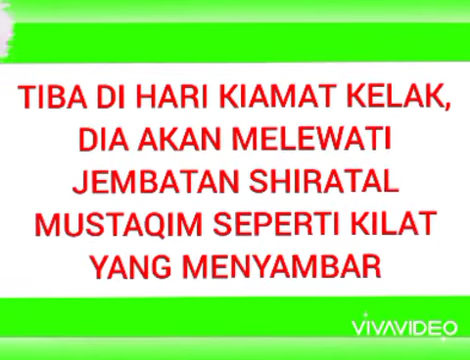 TIBA DI HARI KIAMAT KELAK,
DIA AKAN MELEWATI
JEMBATAN SHIRATAL
MUSTAQIM SEPERTI KILAT
YANG MENYAMBAR
VIVAVIDEO